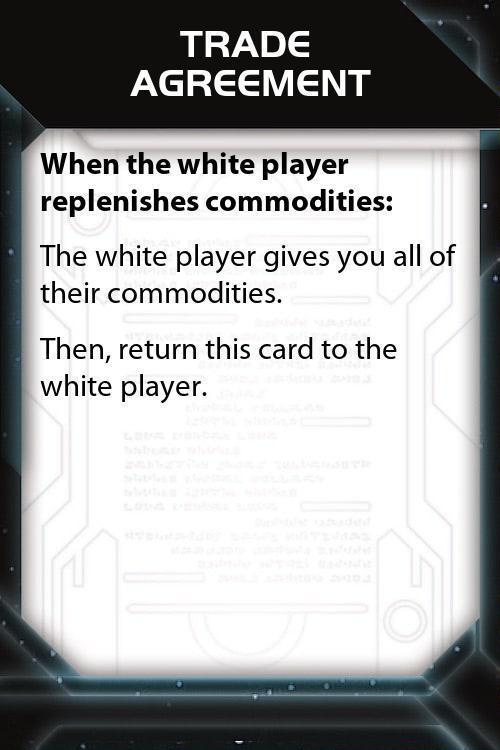 TRADE
AGREEMENT
When the white player
replenishes commodities:
The white player gives you all of
their commodities.
Then, return this card to the
white player.